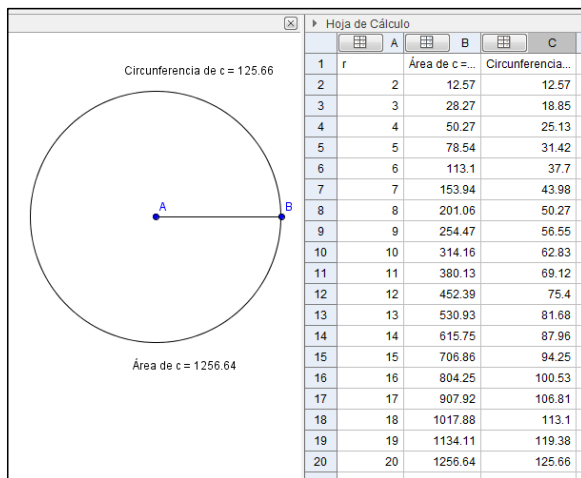 Circunferencia de c = 125.66
A
B
Área de c = 1256.64
Hoja de Cálculo
A B C
1 r Área de c =... Circunferencia...
2 2 12.57 12.57
3 3 28.27 18.85
4 4 50.27 25.13
5 5 78.54 31.42
6 6 113.1 37.7
7 7 153.94 43.98
8 8 201.06 50.27
9 9 254.47 56.55
10 10 314.16 62.83
11 11 380.13 69.12
12 12 452.39 75.4
13 13 530.93 81.68
14 14 615.75 87.96
15 15 706.86 94.25
16 16 804.25 100.53
17 17 907.92 106.81
18 18 1017.88 113.1
19 19 1134.11 119.38
20 20 1256.64 125.66